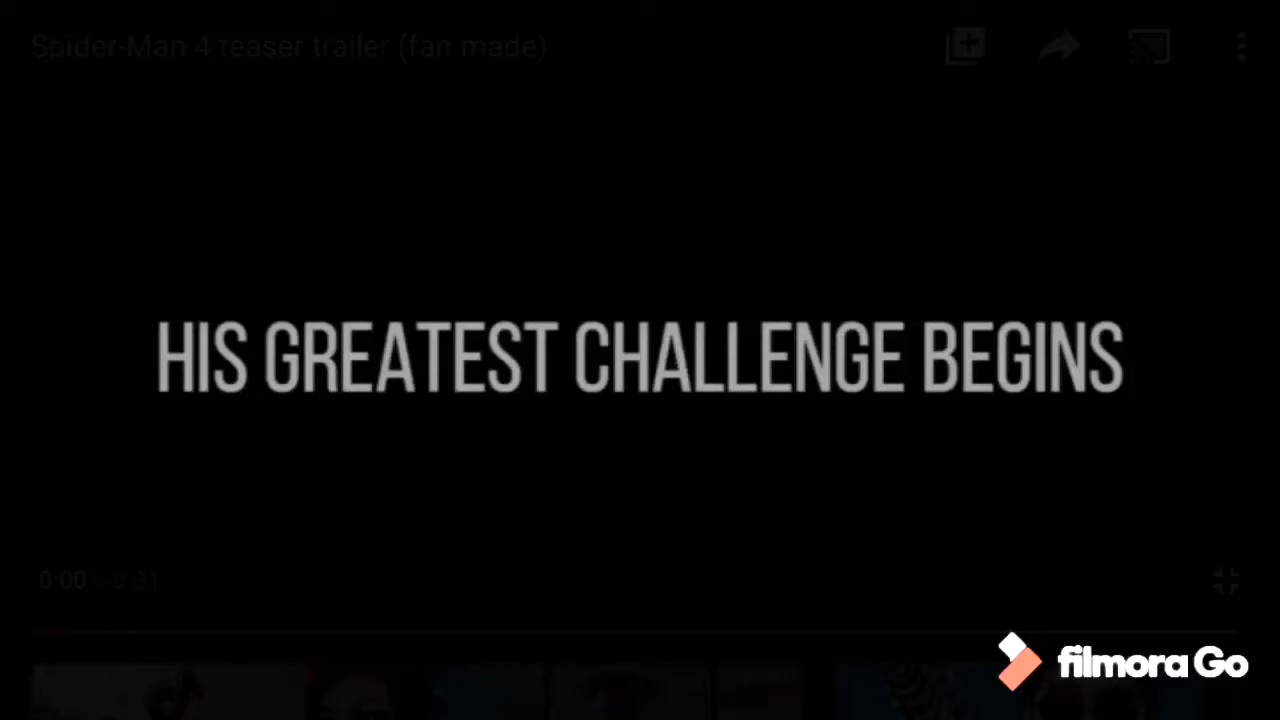 Spider-Man 4 teaser trailer (fan made)
HIS GREATEST CHALLENGE BEGINS
0:00
filmora Go